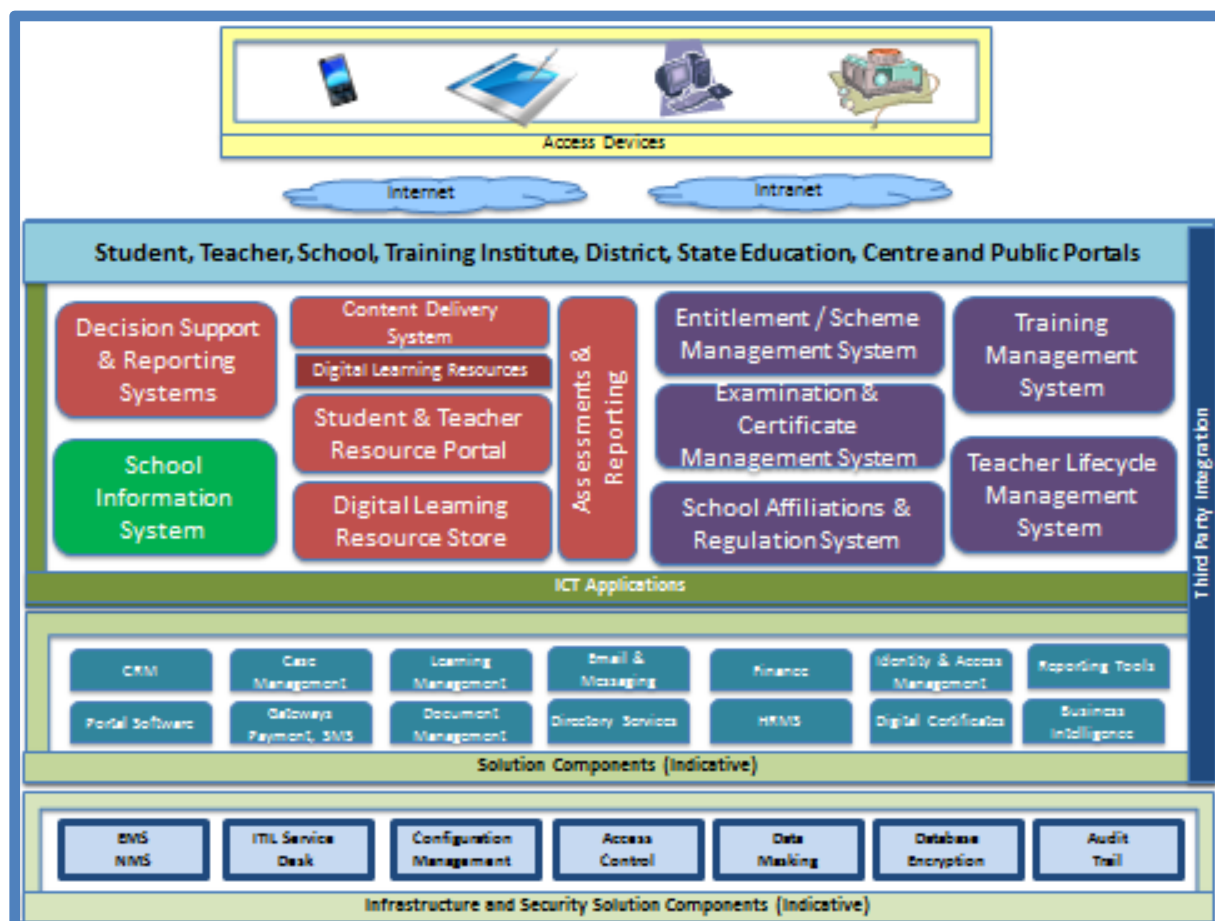 Access Devices
Internet
Intranet
Student, Teacher, School, Training Institute, District, State Education, Centre and Public Portals
Decision Support
& Reporting
Systems
School
Information
System
Content Delivery
System
Digital Learning Resources
Student & Teacher
Resource Portal
Digital Learning
Resource Store
Assessments &
Reporting
Entitlement / Scheme
Management System
Examination &
Certificate
Management System
School Affiliations &
Regulation System
Training
Management
System
Teacher Lifecycle
Management
System
Third Party Integration
ICT Applications
CRM
Case
Management
Learning
Management
Email &
Messaging
Finance
Identity & Access
Management
Reporting Tools
Portal Software
Gateways
Payment, SMS
Document
Management
Directory Services
HRMS
Digital Certificates
Business
Intelligence
Solution Components (Indicative)
EMS
NMS
ITIL Service
Desk
Configuration
Management
Access
Control
Data
Masking
Database
Encryption
Audit
Trail
Infrastructure and Security Solution Components (Indicative)